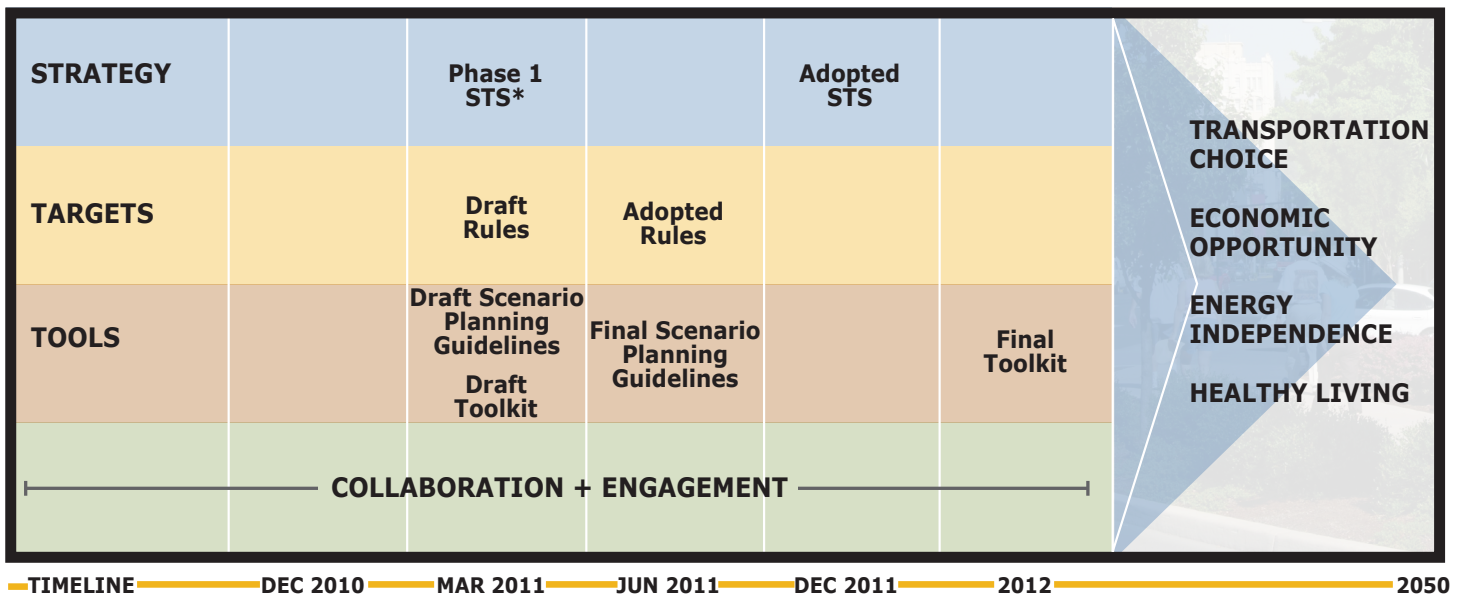 STRATEGY
Phase 1
STS*
Adopted
STS
TARGETS
Draft
Rules
Adopted
Rules
TOOLS
Draft Scenario
Planning
Guidelines
Draft
Toolkit
Final Scenario
Planning
Guidelines
Final
Toolkit
COLLABORATION + ENGAGEMENT
TRANSPORTATION
CHOICE
ECONOMIC
OPPORTUNITY
ENERGY
INDEPENDENCE
HEALTHY LIVING
TIMELINE DEC 2010 MAR 2011 JUN 2011 DEC 2011 2012 2050